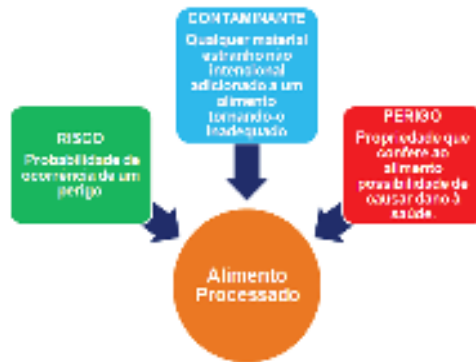 CONTAMINANTE
Qualquer material
estranho não
intencional
adicionado a um
alimento
tornando-o
inadequado
RISCO
Probabilidade de
ocorrência de um
perigo
PERIGO
Propriedade que
confere ao
alimento
possibilidade de
causar dano à
saúde.
Alimento
Processado